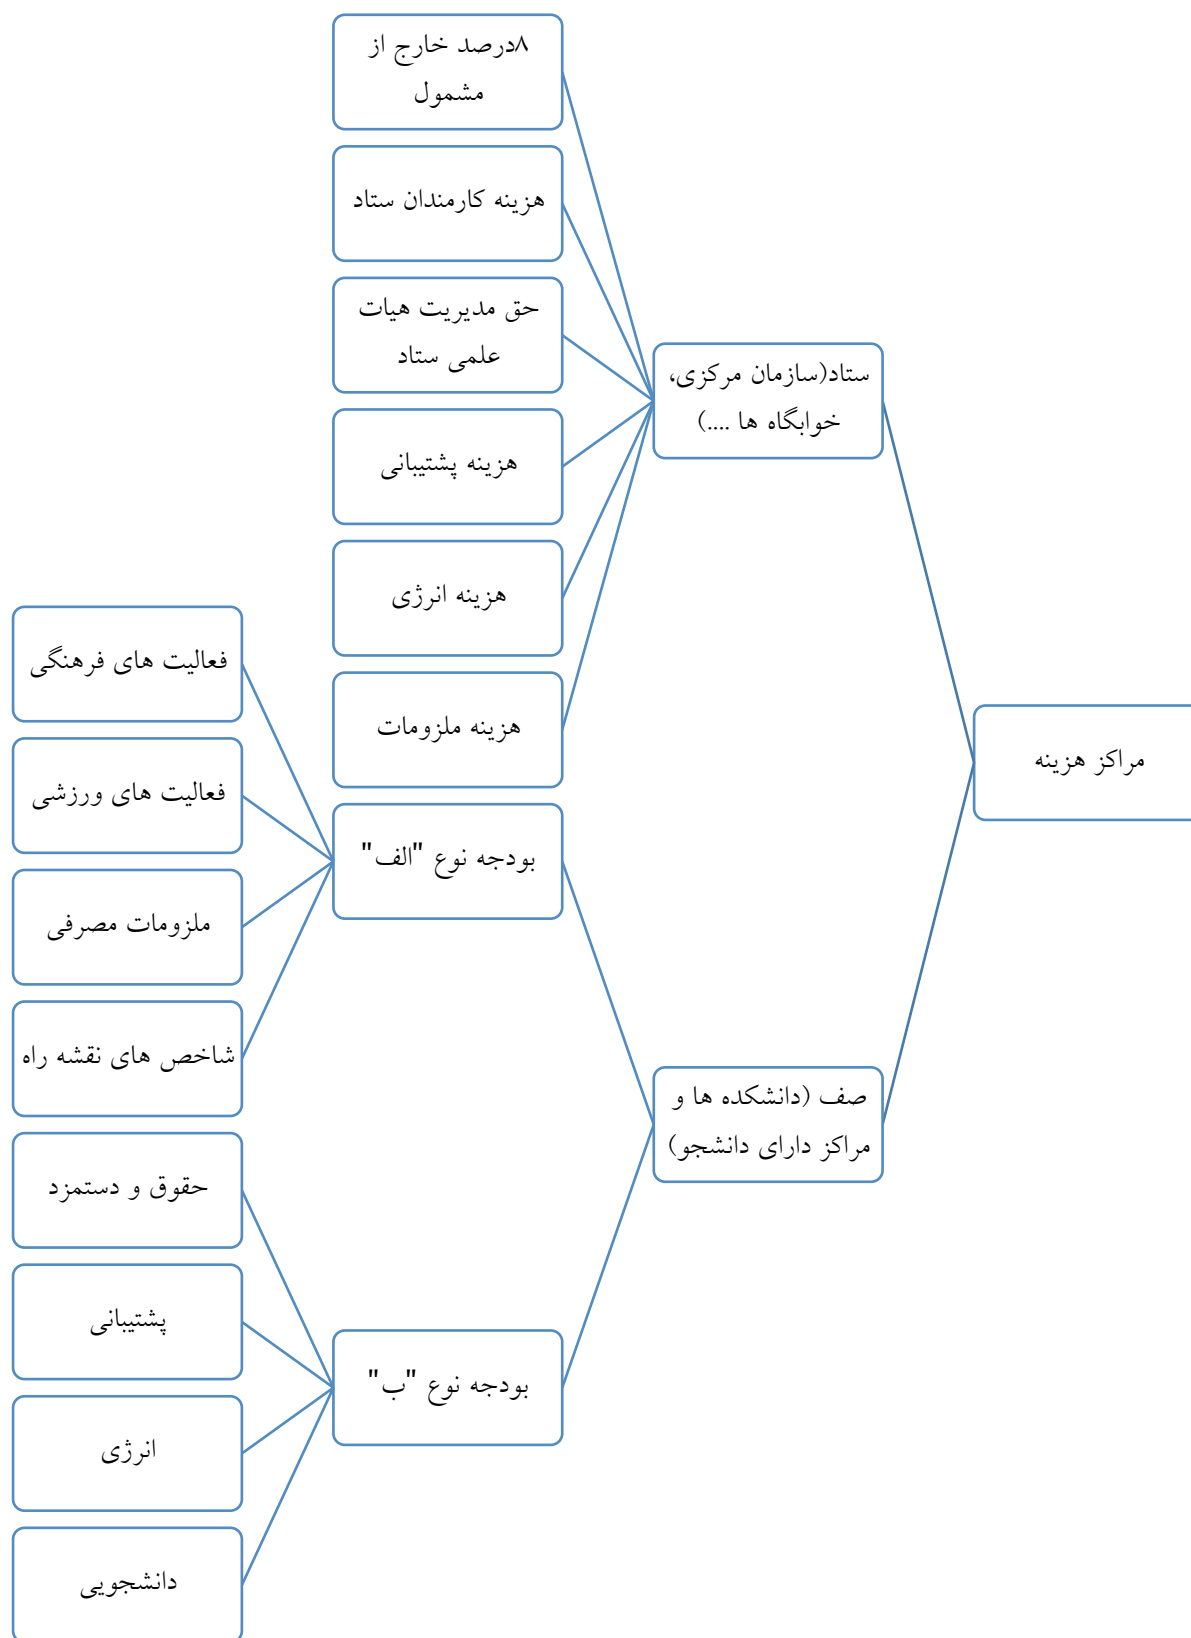 مراکز هزینه
ستاد(سازمان مرکزی،
خوابگاه ها ....)
۸درصد خارج از
مشمول
هزینه کارمندان ستاد
حق مدیریت هیات
علمی ستاد
هزینه پشتیبانی
هزینه انرژی
هزینه ملزومات
صف (دانشکده ها و
مراکز دارای دانشجو)
بودجه نوع "الف"
فعالیت های فرهنگی
فعالیت های ورزشی
ملزومات مصرفی
شاخص های نقشه راه
بودجه نوع "ب"
حقوق و دستمزد
پشتیبانی
انرژی
دانشجویی